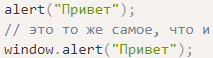 alert("Привет");
// это то же самое, что и
window.alert("Привет");